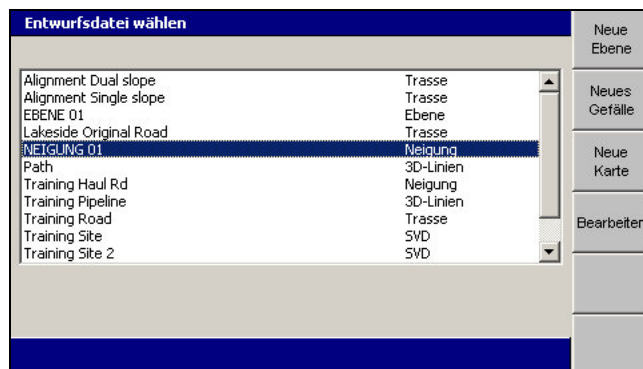 Entwurfsdatei wählen
Alignment Dual slope Trasse
Alignment Single slope Trasse
EBENE 01 Ebene
Lakeside Original Road Trasse
NEIGUNG 01 Neigung
Path 3D-Linien
Training Haul Rd Neigung
Training Pipeline 3D-Linien
Training Road Trasse
Training Site SVD
Training Site 2 SVD
Neue
Ebene
Neues
Gefälle
Neue
Karte
Bearbeiten